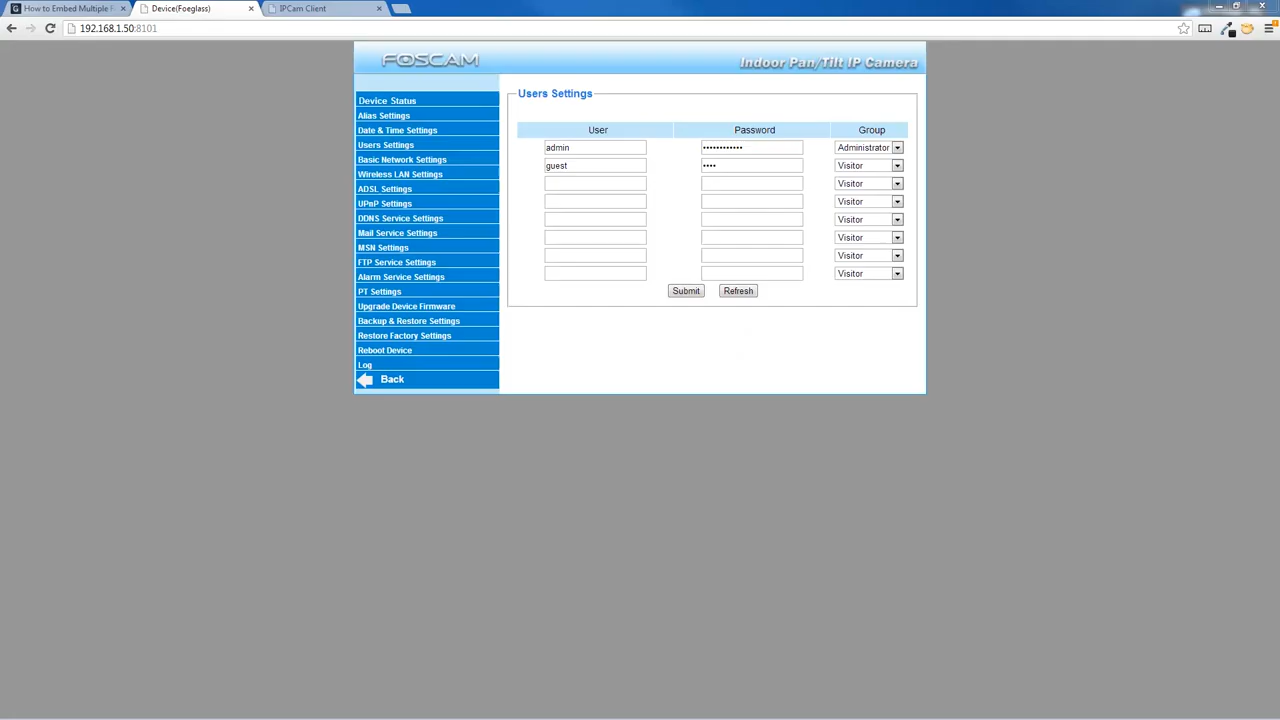 How to Embed Multiple F
Device(Foeglass)
IPCam Client
192.168.1.50:8101
FOSCAM
Indoor Pan/Tilt IP Camera
Device Status
Alias Settings
Date & Time Settings
Users Settings
Basic Network Settings
Wireless LAN Settings
ADSL Settings
UPnP Settings
DDNS Service Settings
Mail Service Settings
MSN Settings
FTP Service Settings
Alarm Service Settings
PT Settings
Upgrade Device Firmware
Backup & Restore Settings
Restore Factory Settings
Reboot Device
Log
Back
Users Settings
User Password Group
admin •••••••••••• Administrator
guest •••• Visitor
Visitor
Visitor
Visitor
Visitor
Visitor
Visitor
Submit Refresh